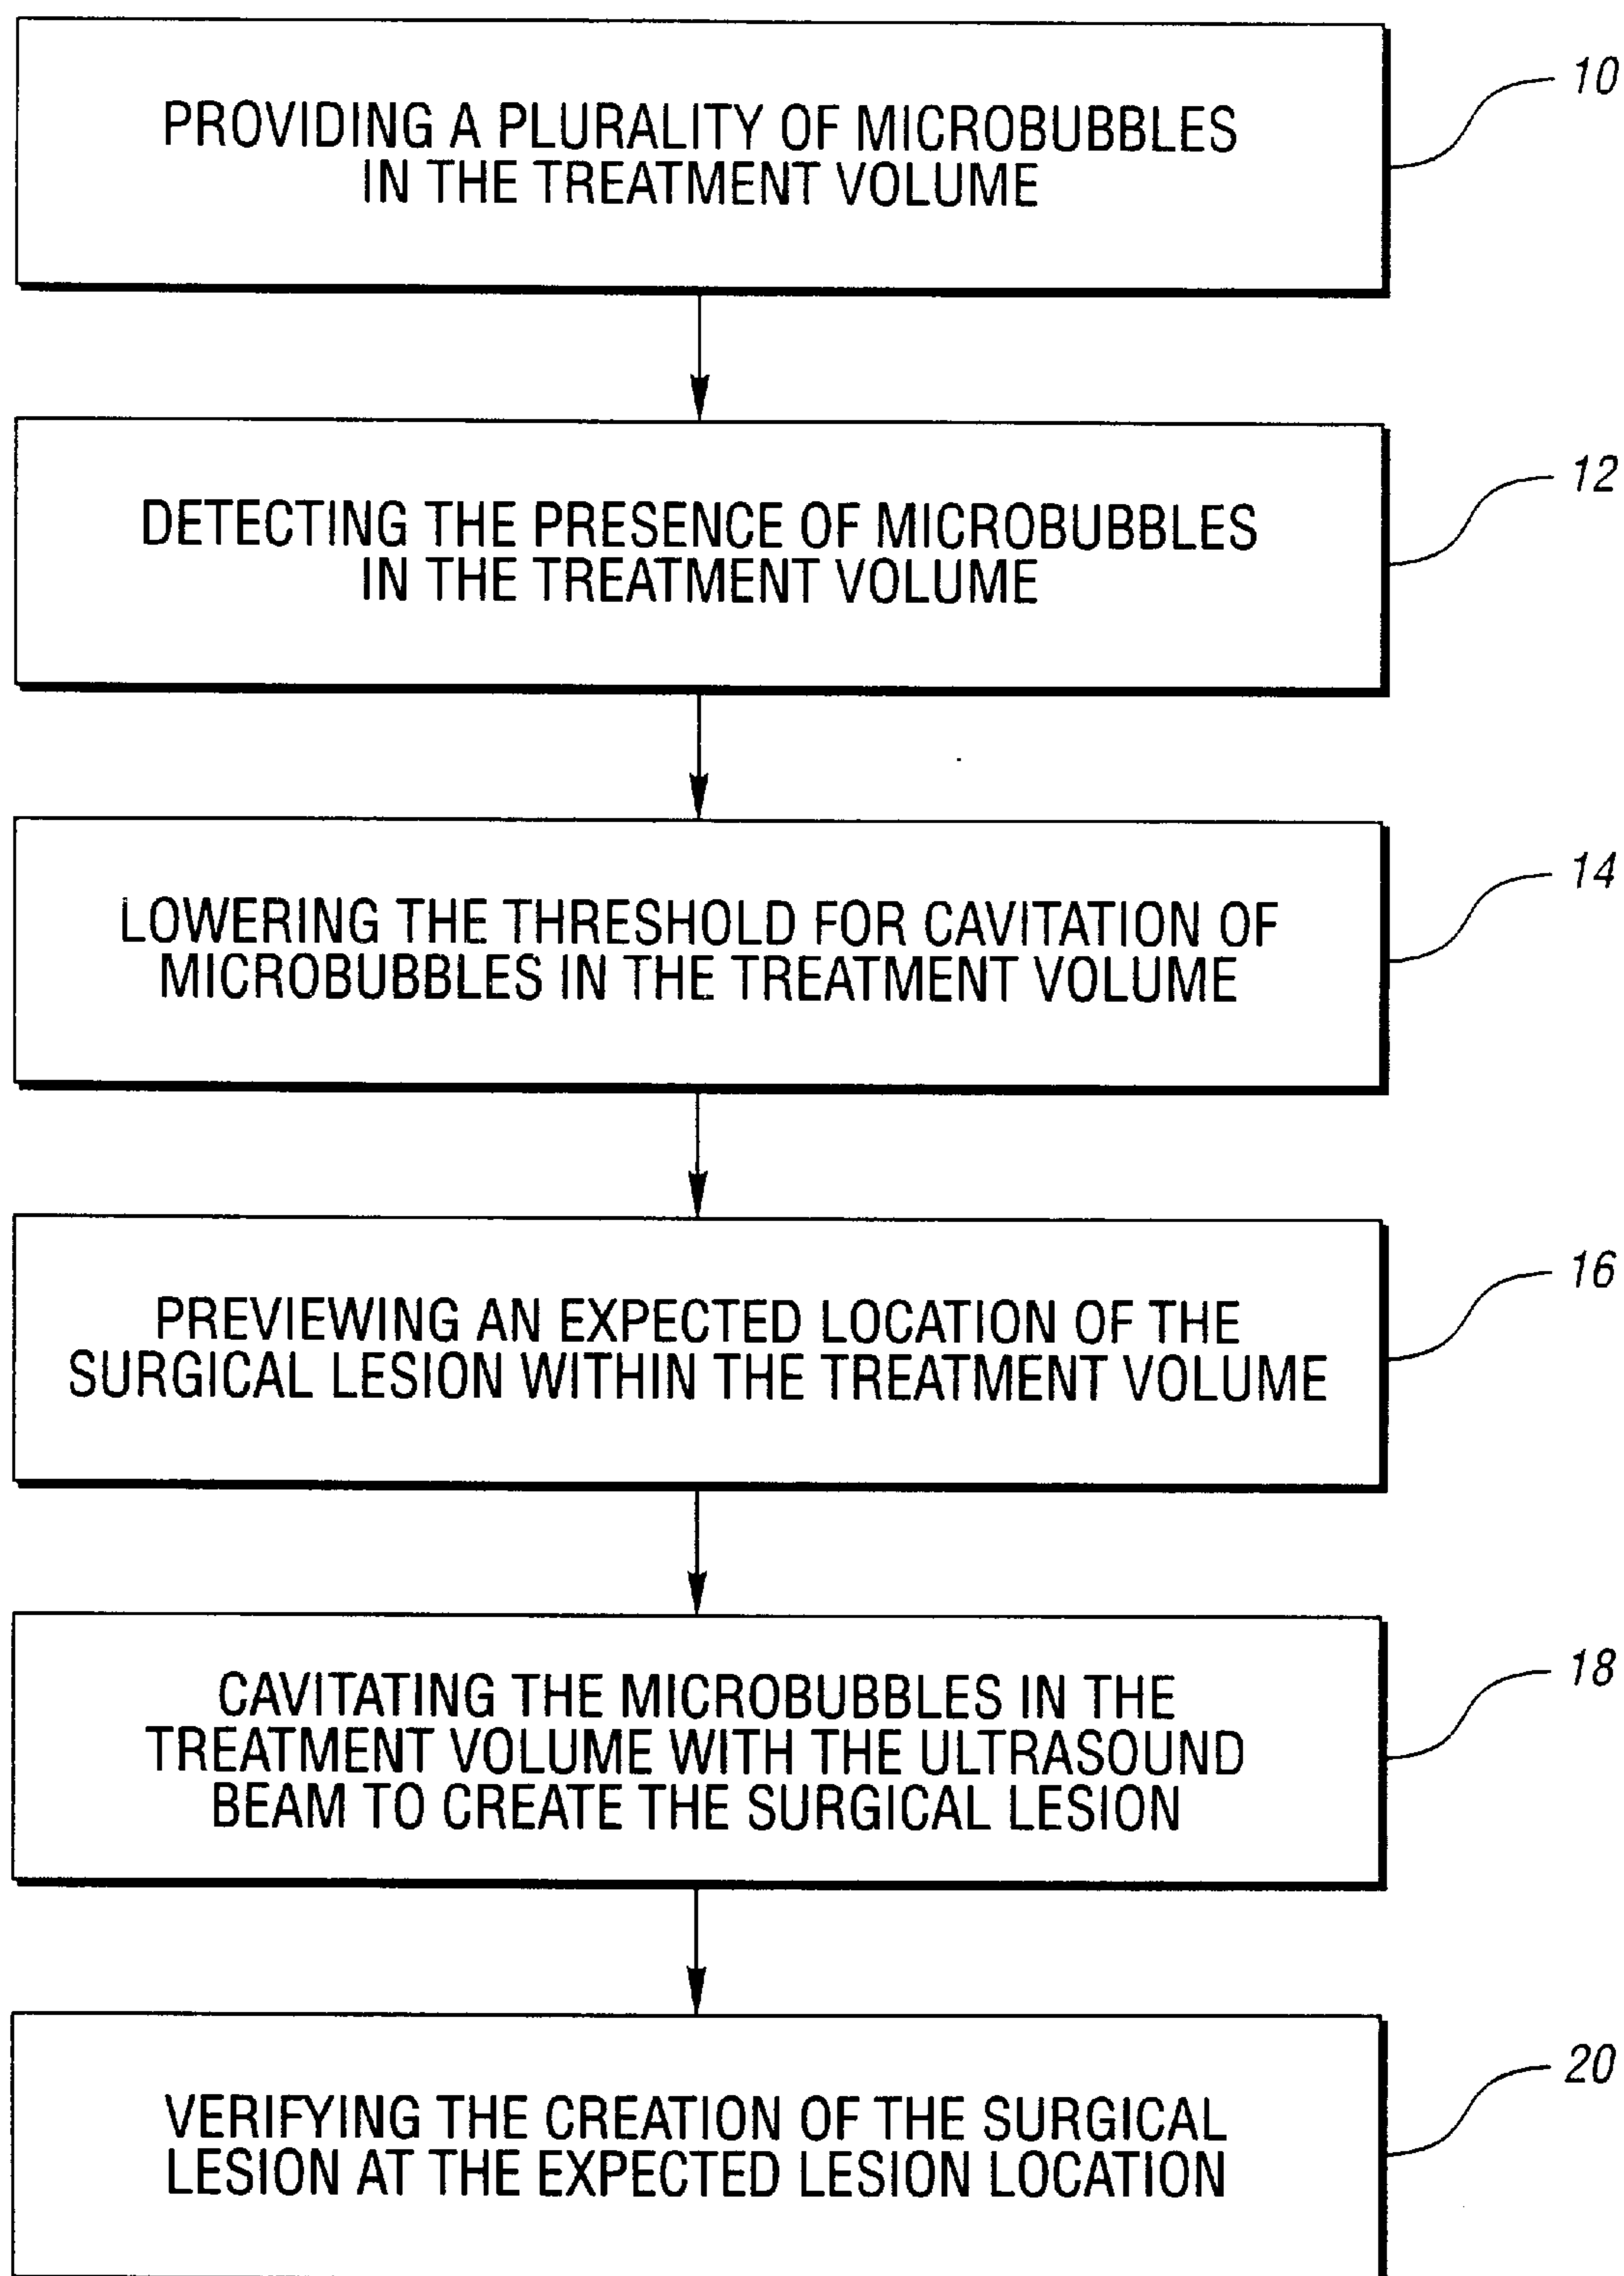 PROVIDING A PLURALITY OF MICROBUBBLES
IN THE TREATMENT VOLUME
10
DETECTING THE PRESENCE OF MICROBUBBLES
IN THE TREATMENT VOLUME
12
LOWERING THE THRESHOLD FOR CAVITATION OF
MICROBUBBLES IN THE TREATMENT VOLUME
14
PREVIEWING AN EXPECTED LOCATION OF THE
SURGICAL LESION WITHIN THE TREATMENT VOLUME
16
CAVITATING THE MICROBUBBLES IN THE
TREATMENT VOLUME WITH THE ULTRASOUND
BEAM TO CREATE THE SURGICAL LESION
18
VERIFYING THE CREATION OF THE SURGICAL
LESION AT THE EXPECTED LESION LOCATION
20